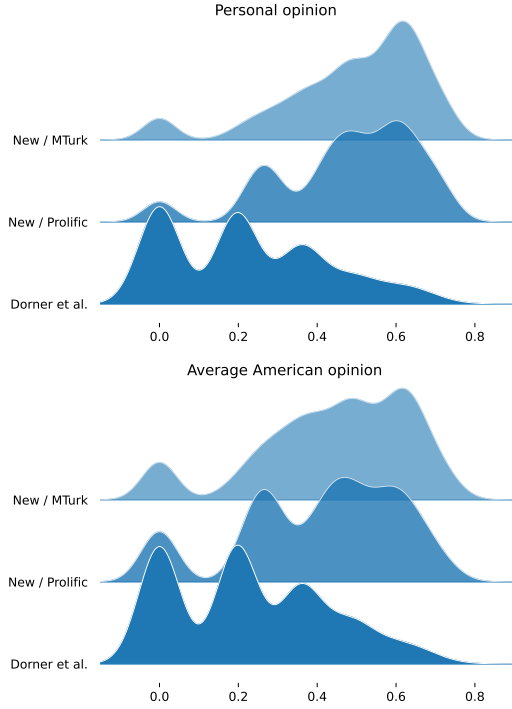 Personal opinion
New / MTurk
New / Prolific
Dorner et al.
0.0 0.2 0.4 0.6 0.8
Average American opinion
New / MTurk
New / Prolific
Dorner et al.
0.0 0.2 0.4 0.6 0.8